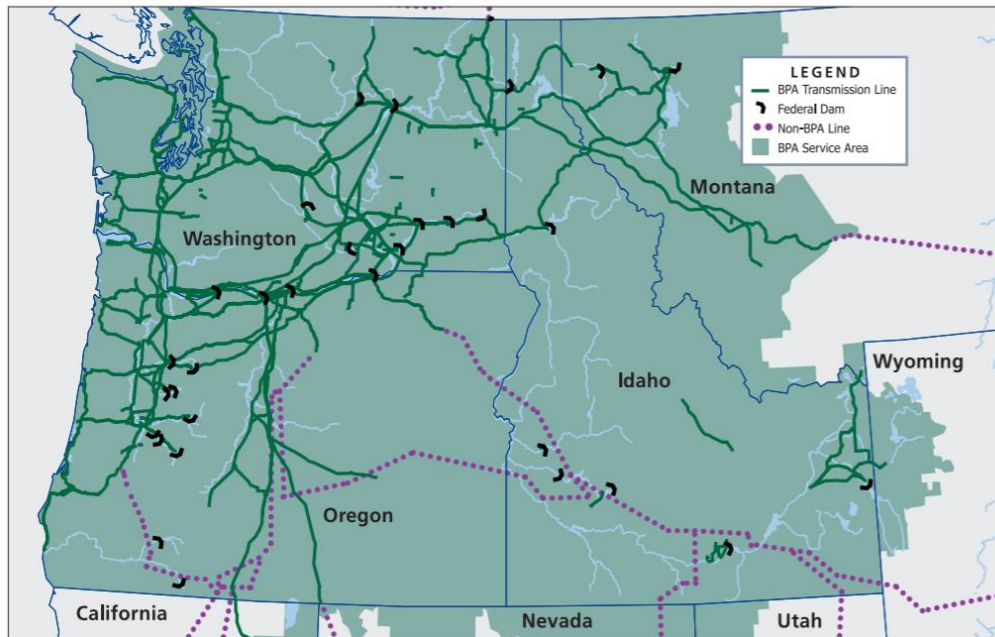 LEGEND
BPA Transmission Line
Federal Dam
Non-BPA Line
BPA Service Area
Montana
Washington
Wyoming
Idaho
Oregon
California
Nevada
Utah